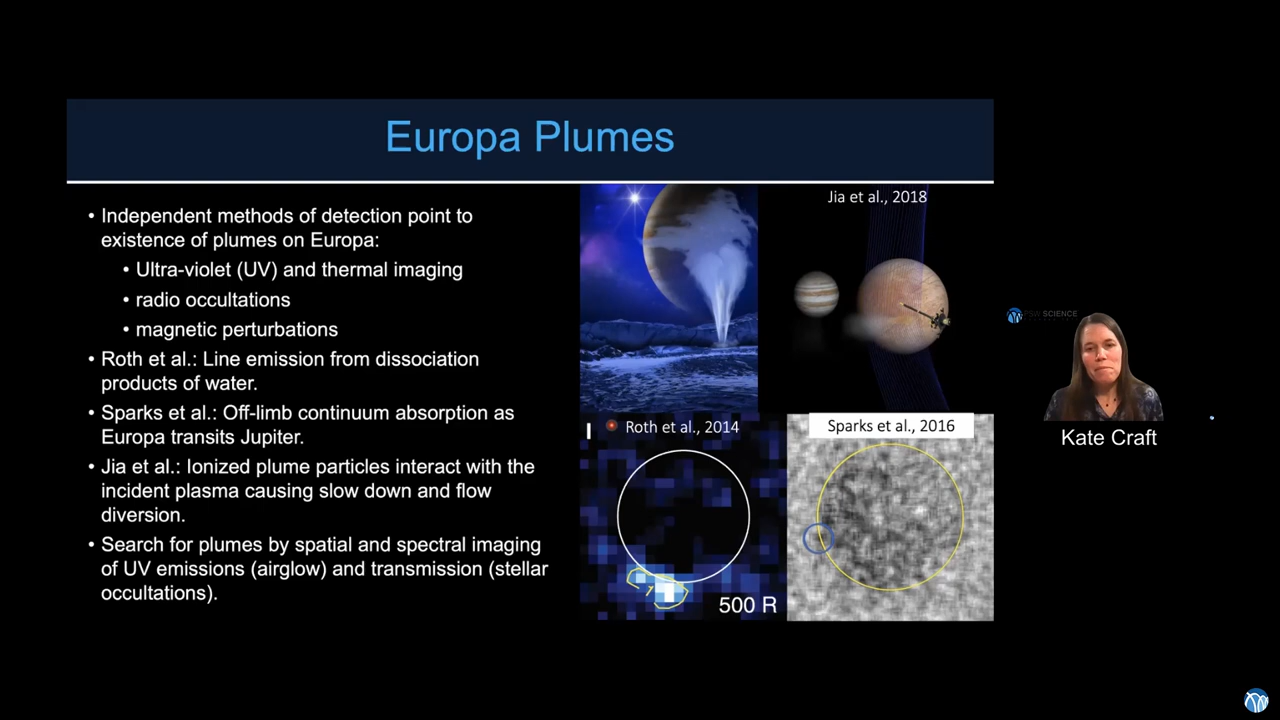 Europa Plumes
• Independent methods of detection point to
existence of plumes on Europa:
• Ultra-violet (UV) and thermal imaging
• radio occultations
• magnetic perturbations
• Roth et al.: Line emission from dissociation
products of water.
• Sparks et al.: Off-limb continuum absorption as
Europa transits Jupiter.
• Jia et al.: Ionized plume particles interact with the
incident plasma causing slow down and flow
diversion.
• Search for plumes by spatial and spectral imaging
of UV emissions (airglow) and transmission (stellar
occultations).
Jia et al., 2018
I
Roth et al., 2014
500 R
Sparks et al., 2016
PSW SCIENCE
Kate Craft